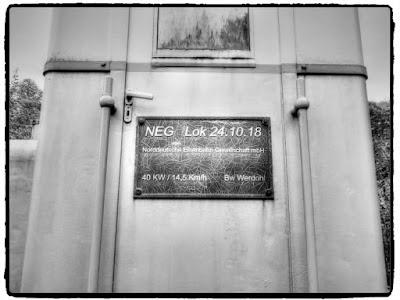 NEG Lok 24.10.18
Norddeutsche Eisenbahn Gesellschaft mbH
40 KW / 14,5 Km/h Bw Werdohl